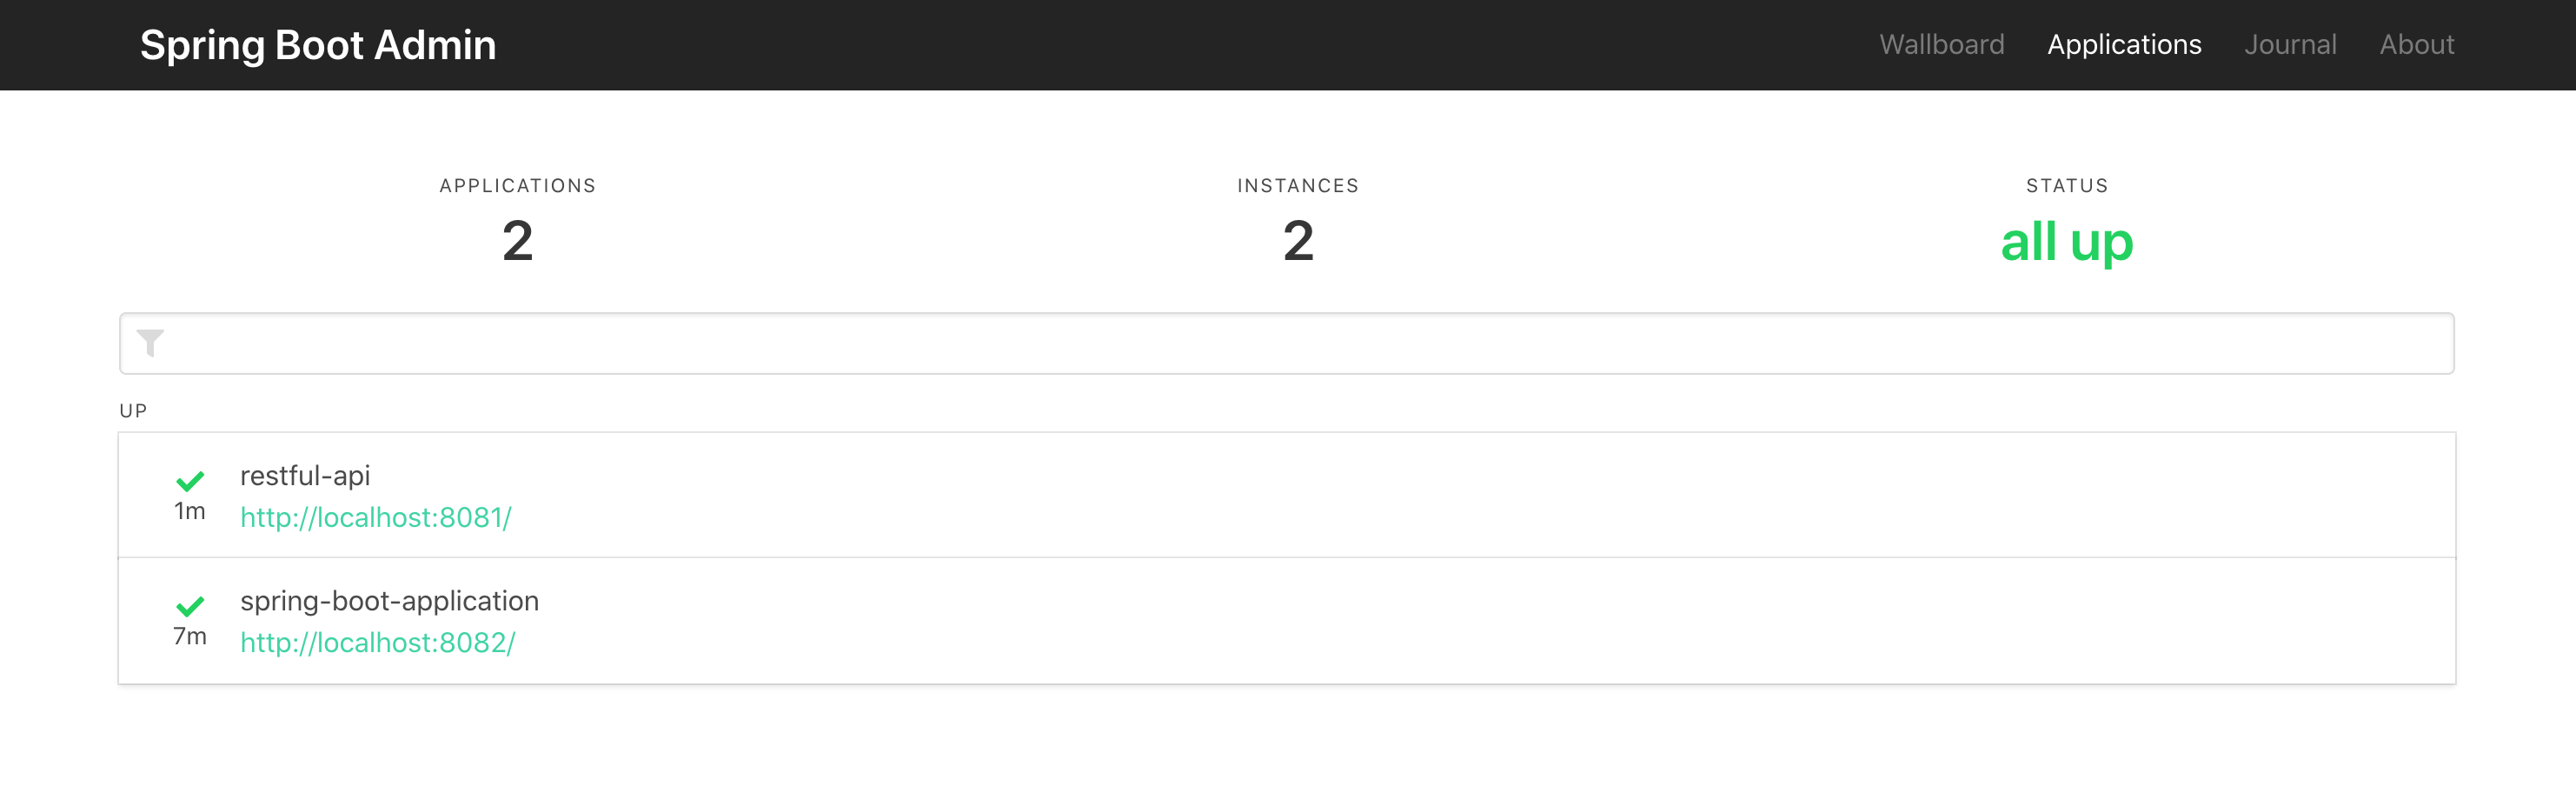 Spring Boot Admin
Wallboard Applications Journal About
APPLICATIONS INSTANCES STATUS
2 2 all up
UP
restful-api
1m
http://localhost:8081/
spring-boot-application
7m
http://localhost:8082/